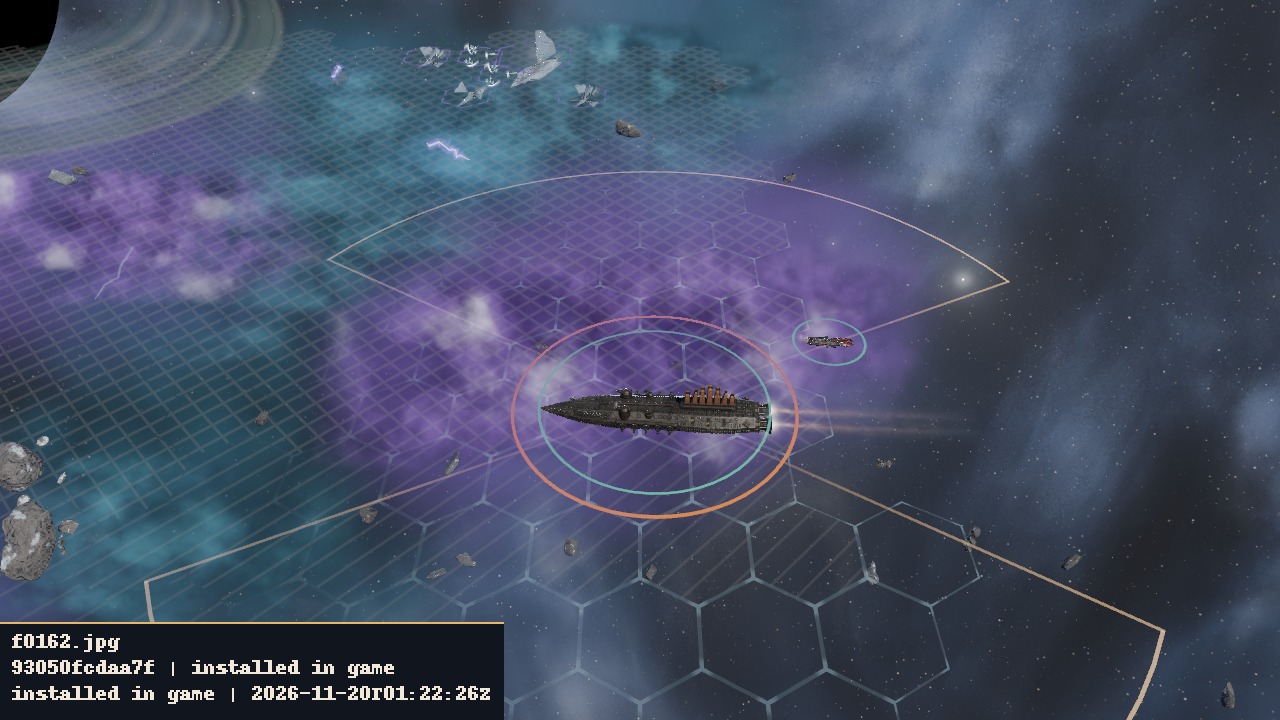 f0162.jpg
93050fcdaa7f | installed in game
installed in game | 2026-11-20T01:22:26Z